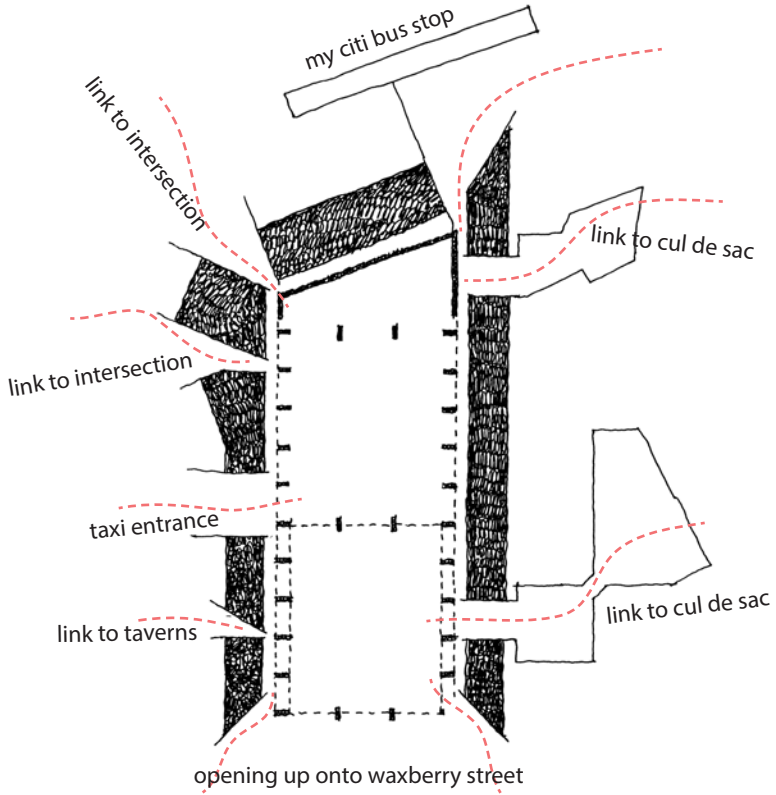 my citi bus stop
link to intersection
link to cul de sac
link to intersection
taxi entrance
link to taverns
link to cul de sac
opening up onto waxberry street